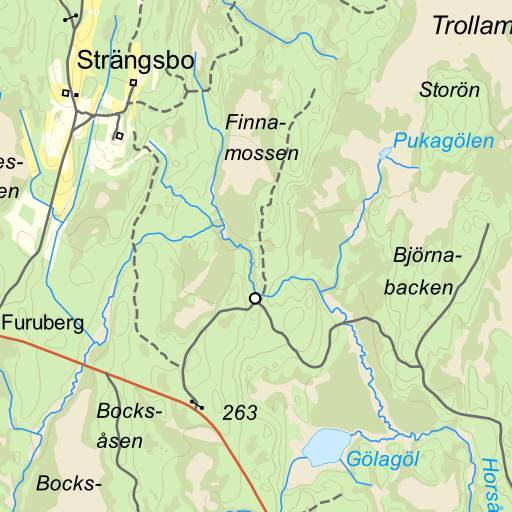 Trollam
Strängsbo
Storön
Finna-
mossen
Pukagölen
es-
en
Björna-
backen
Furuberg
Bocks-
åsen
263
Gölagöl
Bocks-
Horså